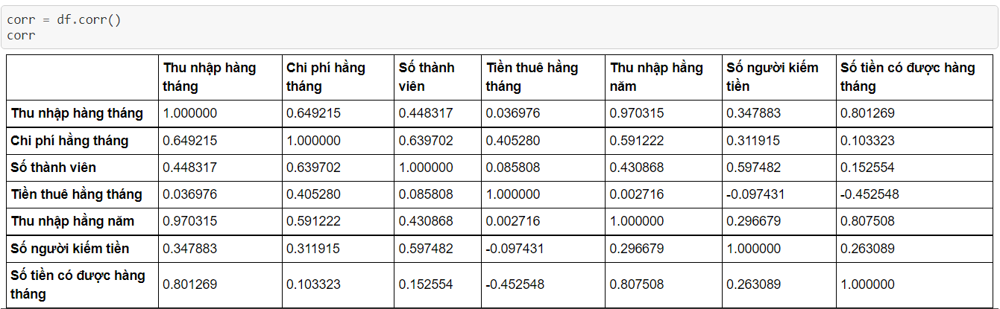 corr = df.corr()
corr
Thu nhập hàng tháng Chi phí hằng tháng Số thành viên Tiền thuê hằng tháng Thu nhập hằng năm Số người kiếm tiền Số tiền có được hàng tháng
Thu nhập hàng tháng 1.000000 0.649215 0.448317 0.036976 0.970315 0.347883 0.801269
Chi phí hằng tháng 0.649215 1.000000 0.639702 0.405280 0.591222 0.311915 0.103323
Số thành viên 0.448317 0.639702 1.000000 0.085808 0.430868 0.597482 0.152554
Tiền thuê hằng tháng 0.036976 0.405280 0.085808 1.000000 0.002716 -0.097431 -0.452548
Thu nhập hằng năm 0.970315 0.591222 0.430868 0.002716 1.000000 0.296679 0.807508
Số người kiếm tiền 0.347883 0.311915 0.597482 -0.097431 0.296679 1.000000 0.263089
Số tiền có được hàng tháng 0.801269 0.103323 0.152554 -0.452548 0.807508 0.263089 1.000000